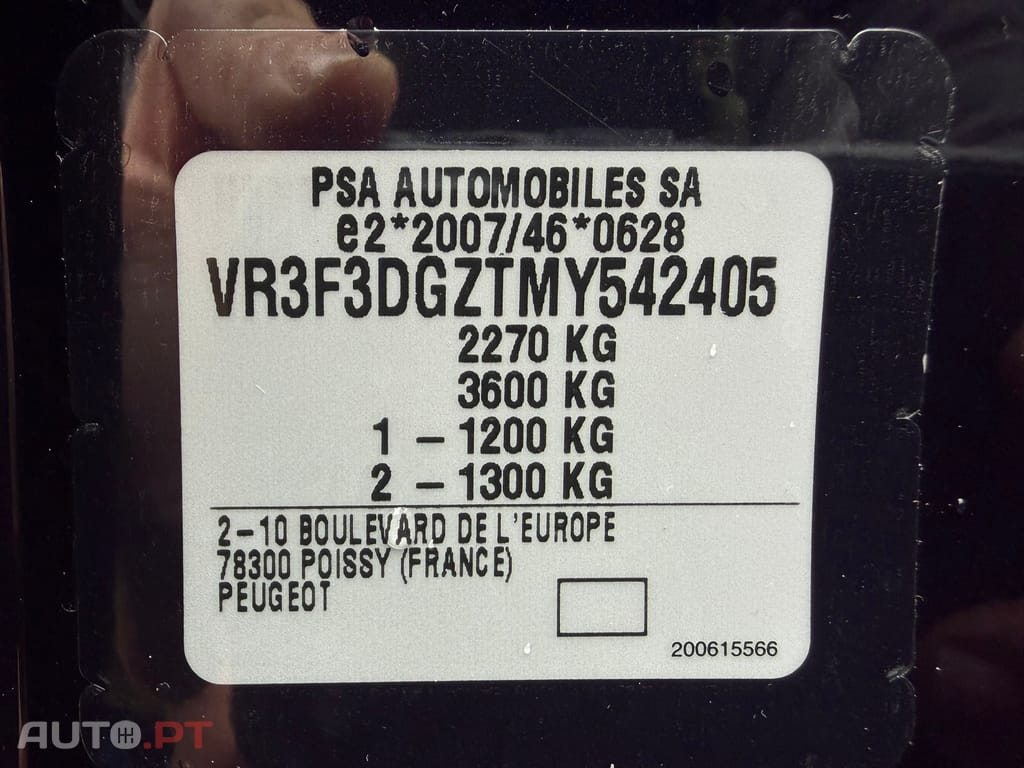 PSA AUTOMOBILES SA
e2*2007/46*0628
VR3F3DGZTMY542405
2270 KG
3600 KG
1 - 1200 KG
2 - 1300 KG
2-10 BOULEVARD DE L'EUROPE
78300 POISSY (FRANCE)
PEUGEOT
200615566
AUTO.PT